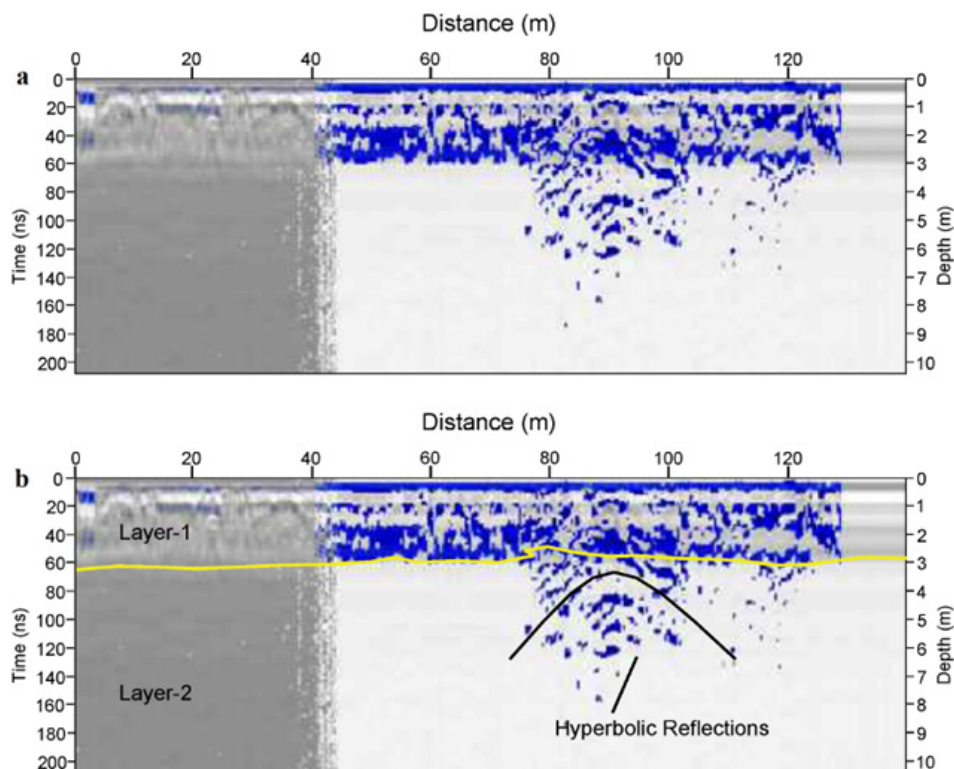 Distance (m)
0 20 40 60 80 100 120
a
0 0
20 1
40 2
60 3
80 4
100 5
120 6
140 7
160 8
180 9
200 10
Time (ns)
Depth (m)
Distance (m)
0 20 40 60 80 100 120
b
0 0
20 1
40 2
60 3
80 4
100 5
120 6
140 7
160 8
180 9
200 10
Time (ns)
Depth (m)
Layer-1
Layer-2
Hyperbolic Reflections